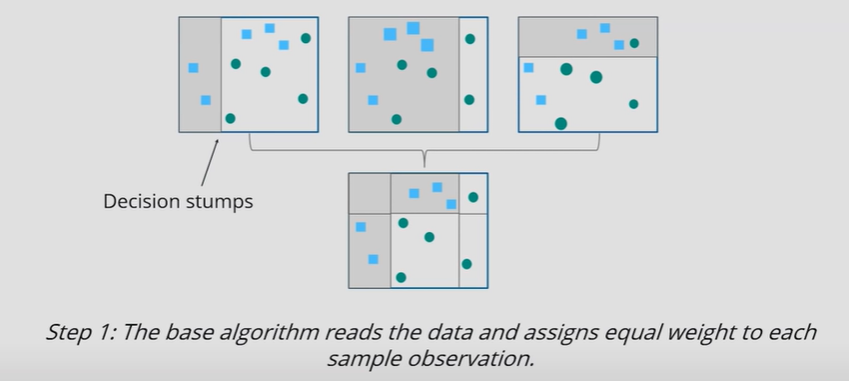 Decision stumps
Step 1: The base algorithm reads the data and assigns equal weight to each
sample observation.